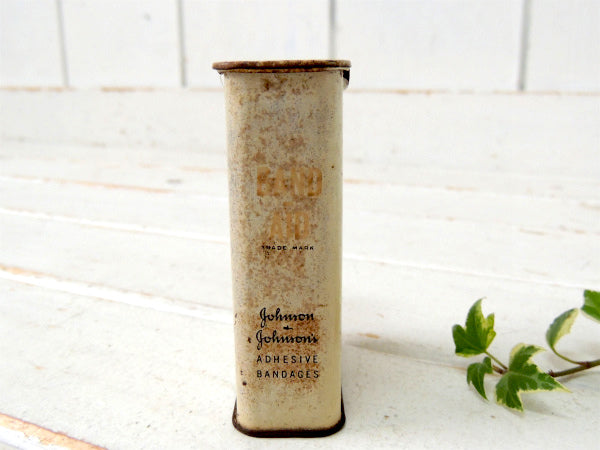 BAND
AID
TRADE MARK
Johnson
&
Johnson's
ADHESIVE
BANDAGES